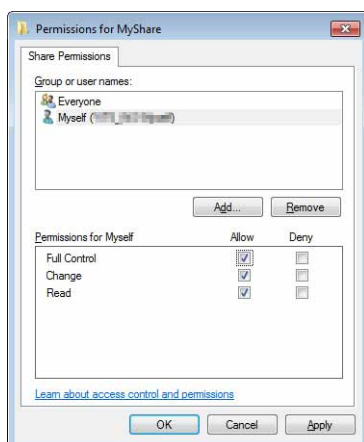 Permissions for MyShare
Share Permissions
Group or user names:
Everyone
Myself (
Add... Remove
Permissions for Myself Allow Deny
Full Control
Change
Read
Learn about access control and permissions
OK Cancel Apply